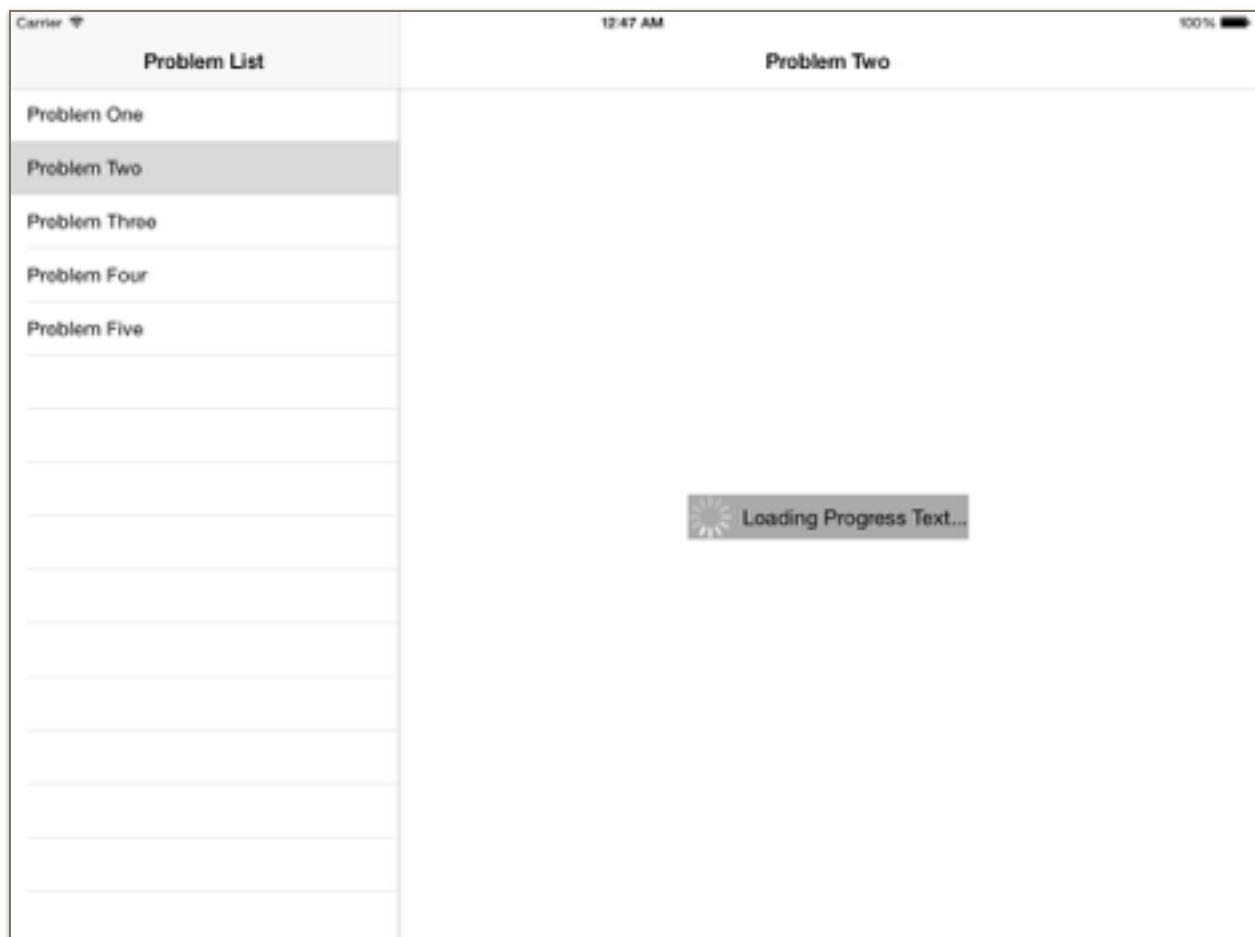 Carrier 12:47 AM 100%
Problem List
Problem Two
Problem One
Problem Two
Problem Three
Problem Four
Problem Five
Loading Progress Text...